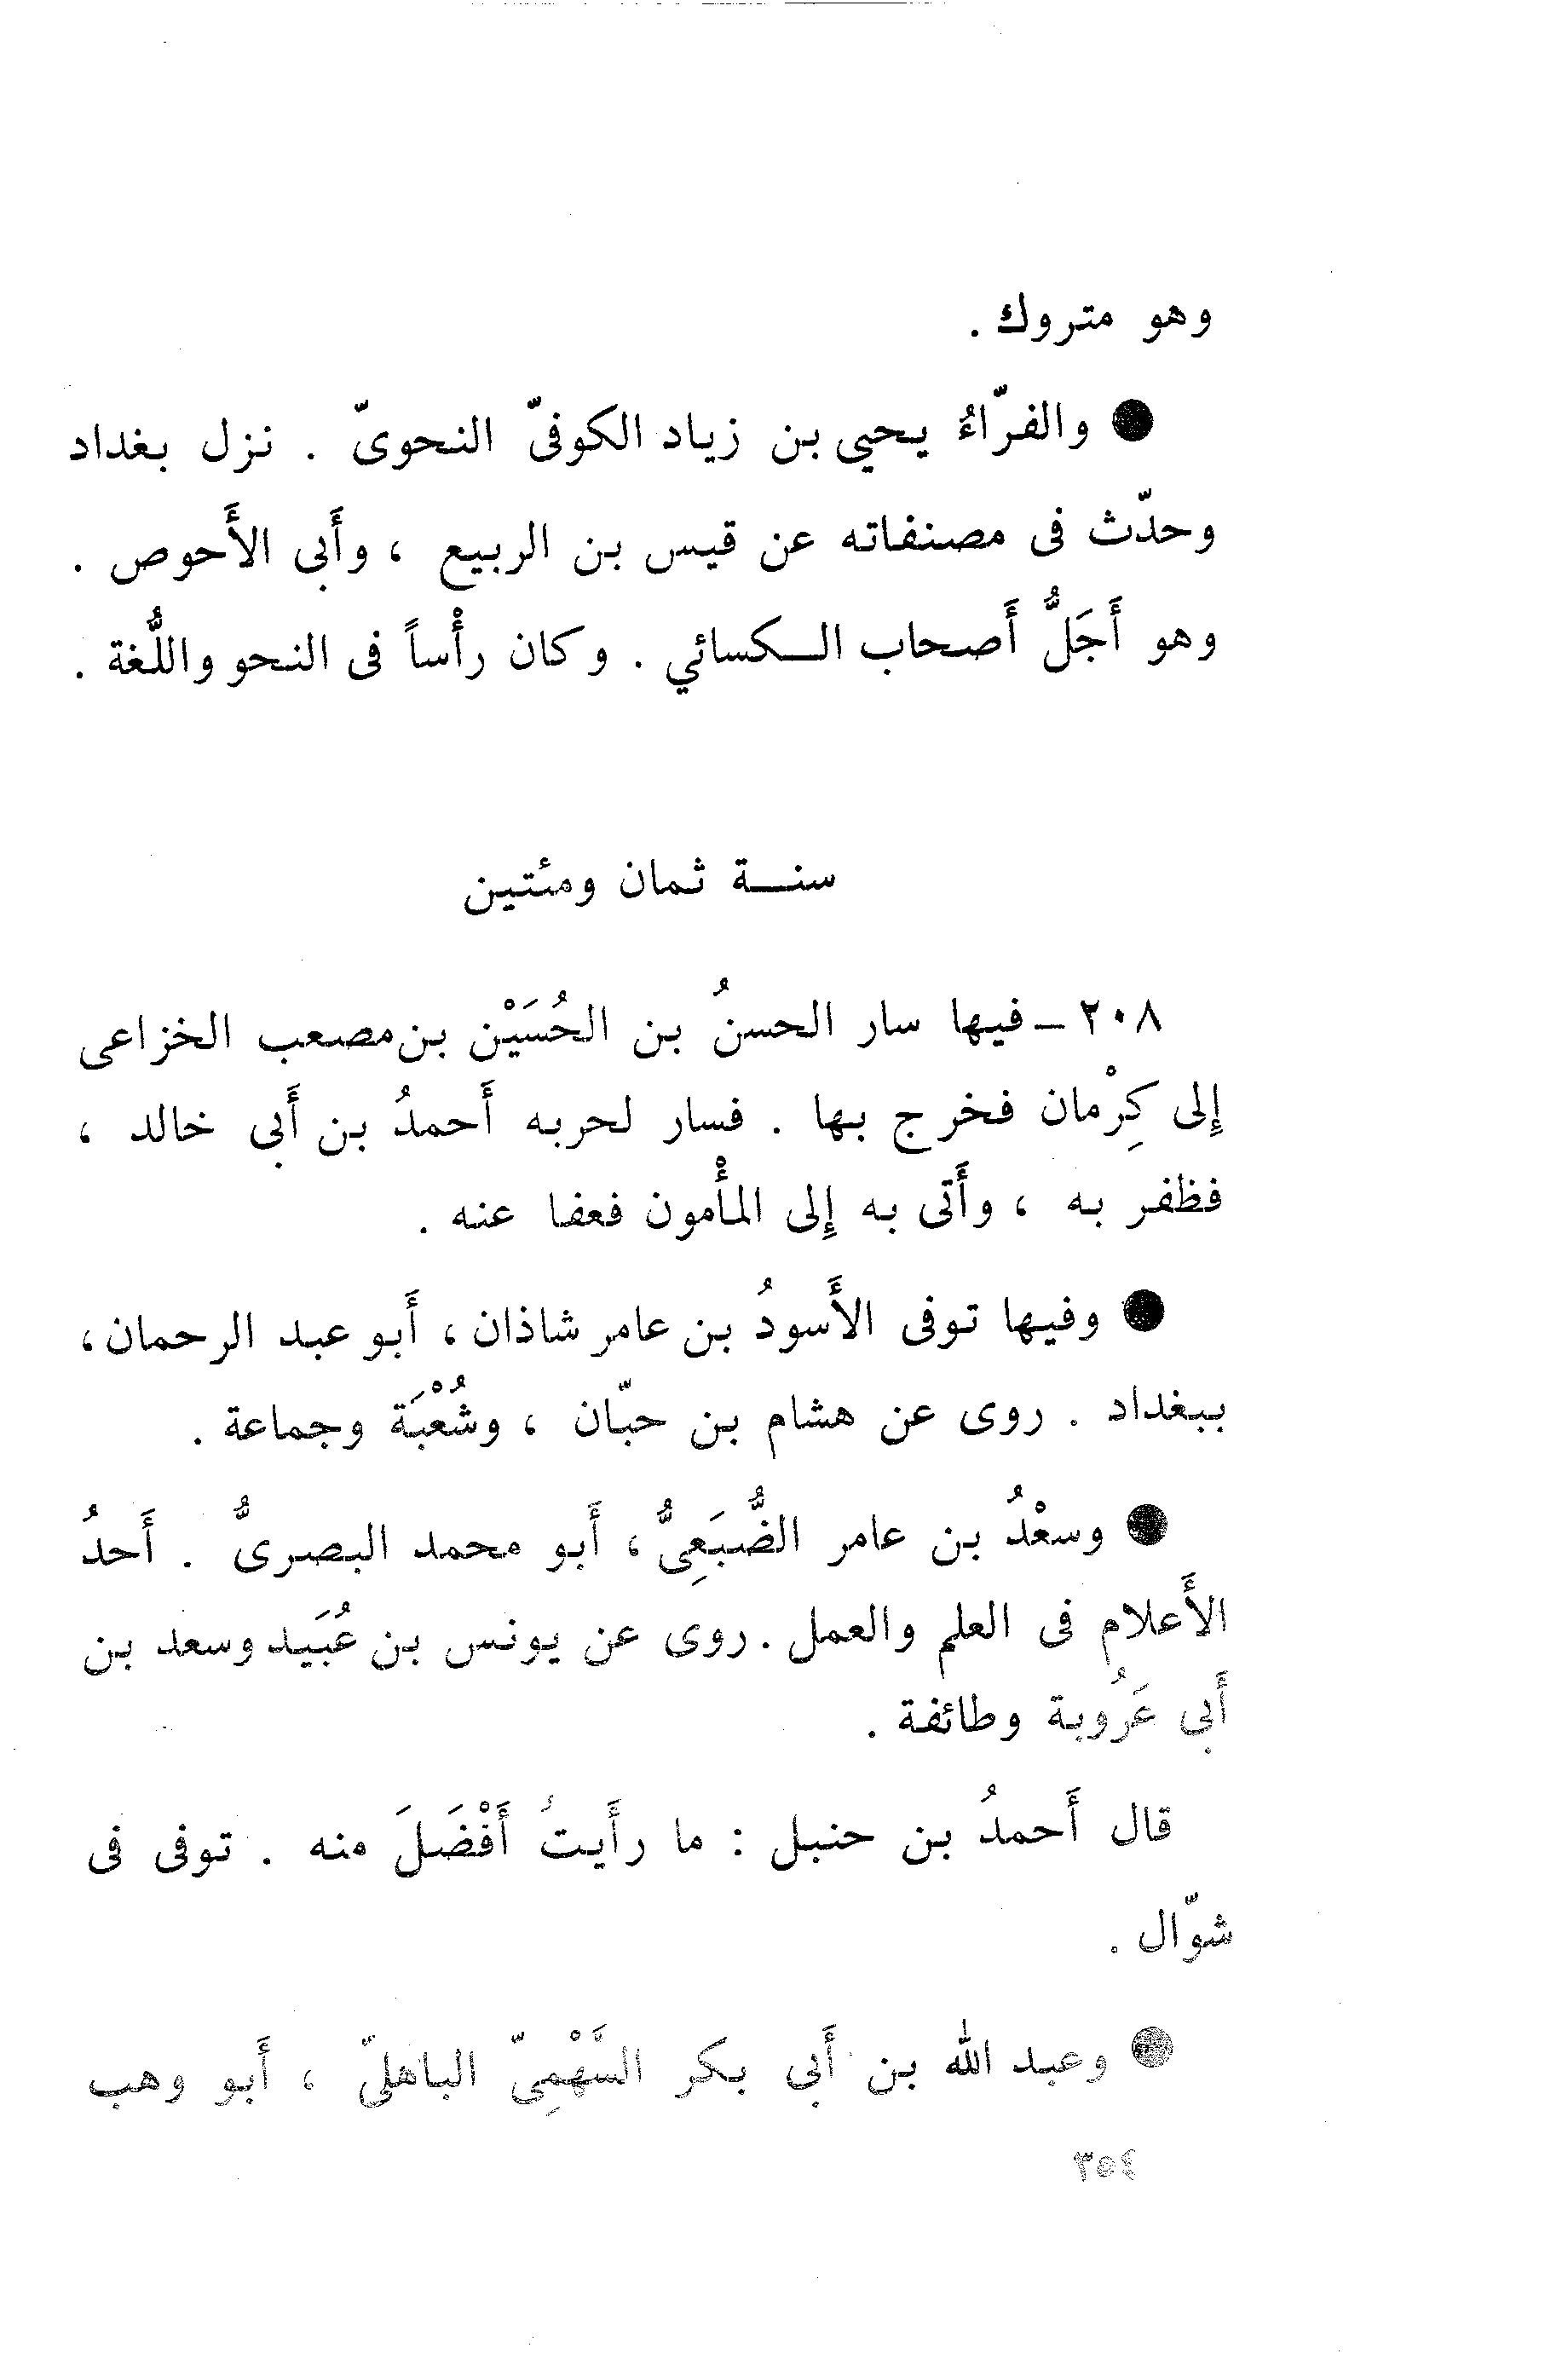 وهو متروك .
● والفرّاءُ يحيي بن زياد الكوفىّ النحوىّ . نزل بغداد
وحدّث فى مصنفاته عن قيس بن الربيع ، وأَبى الأَحوص .
وهو أَجَلُّ أَصحاب الـكسائي . وكان رأْساً فى النحو واللُّغة .
سنـة ثمان ومئتين
٢٠٨ – فيها سار الحسنُ بن الحُسَيْن بن مصعب الخزاعى
إِلى كِرْمان فخرج بها . فسار لحربه أَحمدُ بن أَبى خالد ،
فظفر به ، وأَتى به إِلى المأْمون فعفا عنه .
● وفيها توفى الأَسودُ بن عامر شاذان ، أَبو عبد الرحمان ،
ببغداد . روى عن هشام بن حبّان ، وشُعْبَة وجماعة .
● وسعْدُ بن عامر الضُّبَعِىُّ ، أَبو محمد البصرىُّ . أَحدُ
الأَعلام فى العلم والعمل . روى عن يونس بن عُبَيد وسعد بن
أَبى عَرُوبة وطائفة .
قال أَحمدُ بن حنبل : ما رأَيتُ أَفْضَلَ منه . توفى فى
شوّال .
● وعبد الله بن أَبى بكر السَّهْمِىّ الباهلىّ ، أَبو وهب
٣٥٤